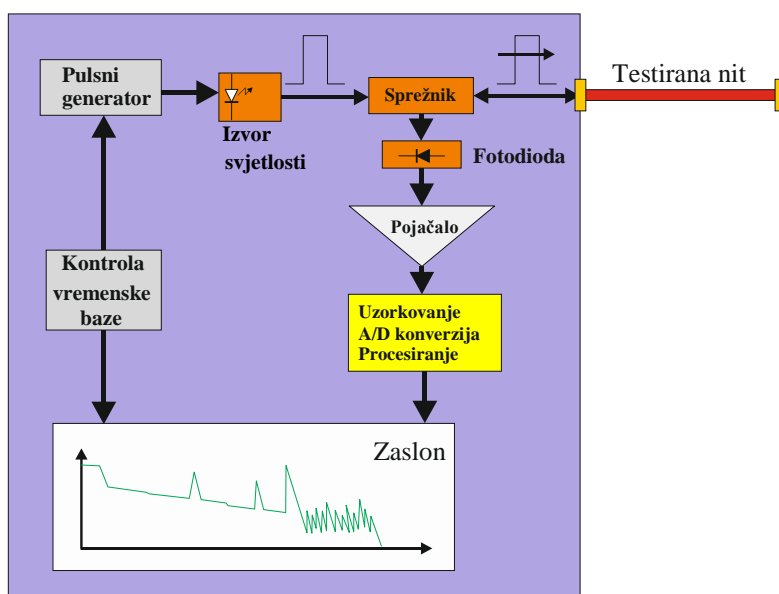 Pulsni
generator
Izvor
svjetlosti
Sprežnik
Testirana nit
Fotodioda
Pojačalo
Kontrola
vremenske
baze
Uzorkovanje
A/D konverzija
Procesiranje
Zaslon